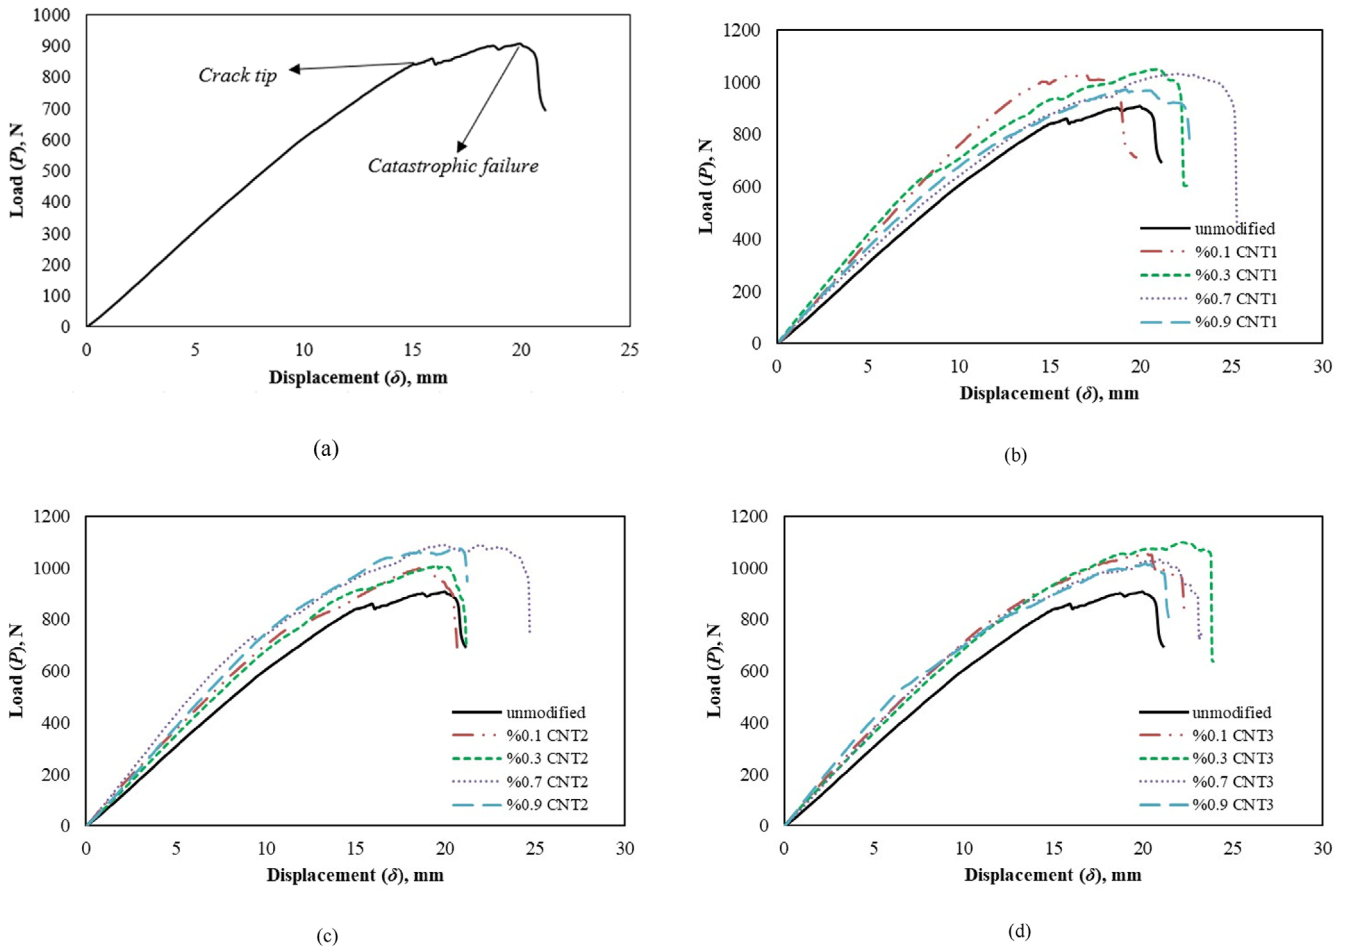 1000
900
800
700
600
500
400
300
200
100
0
Load (P), N
Crack tip
Catastrophic failure
0 5 10 15 20 25
Displacement (δ), mm
(a)
1200
1000
800
600
400
200
0
Load (P), N
unmodified
%0.1 CNT1
%0.3 CNT1
%0.7 CNT1
%0.9 CNT1
0 5 10 15 20 25 30
Displacement (δ), mm
(b)
1200
1000
800
600
400
200
0
Load (P), N
unmodified
%0.1 CNT2
%0.3 CNT2
%0.7 CNT2
%0.9 CNT2
0 5 10 15 20 25 30
Displacement (δ), mm
(c)
1200
1000
800
600
400
200
0
Load (P), N
unmodified
%0.1 CNT3
%0.3 CNT3
%0.7 CNT3
%0.9 CNT3
0 5 10 15 20 25 30
Displacement (δ), mm
(d)